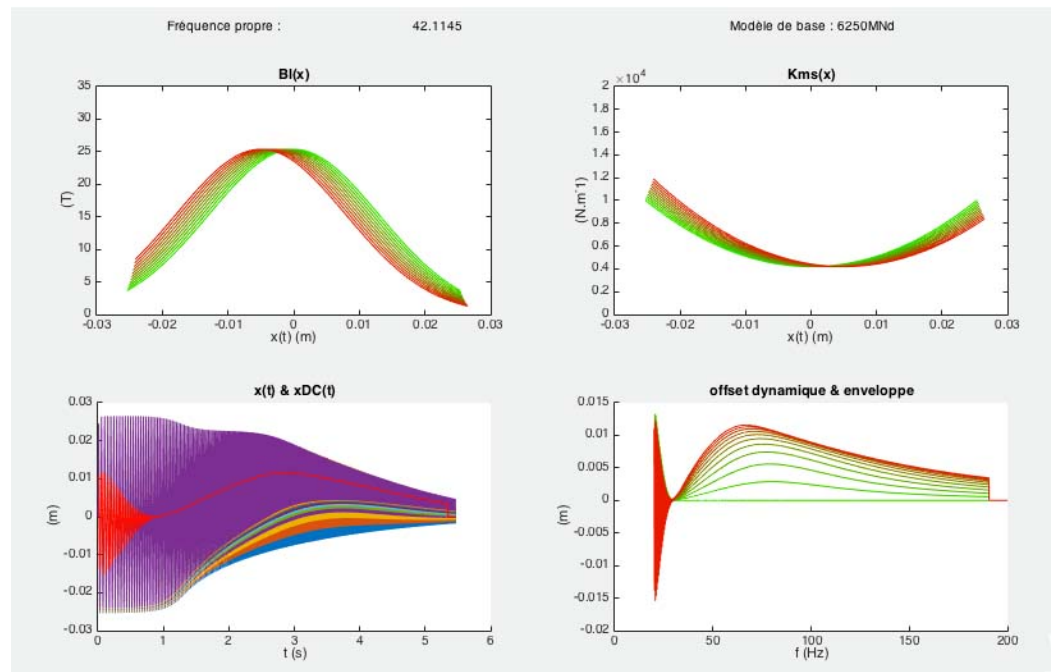 Fréquence propre : 42.1145 Modèle de base : 6250MNd
Bl(x)
35
30
25
20
15
10
5
0
(T)
-0.03 -0.02 -0.01 0 0.01 0.02 0.03
x(t) (m)
Kms(x)
×10^4
2
1.8
1.6
1.4
1.2
1
0.8
0.6
0.4
0.2
0
(N.m^1)
-0.03 -0.02 -0.01 0 0.01 0.02 0.03
x(t) (m)
x(t) & xDC(t)
0.03
0.02
0.01
0
-0.01
-0.02
-0.03
(m)
0 1 2 3 4 5 6
t (s)
offset dynamique & enveloppe
0.015
0.01
0.005
0
-0.005
-0.01
-0.015
-0.02
(m)
0 50 100 150 200
f (Hz)